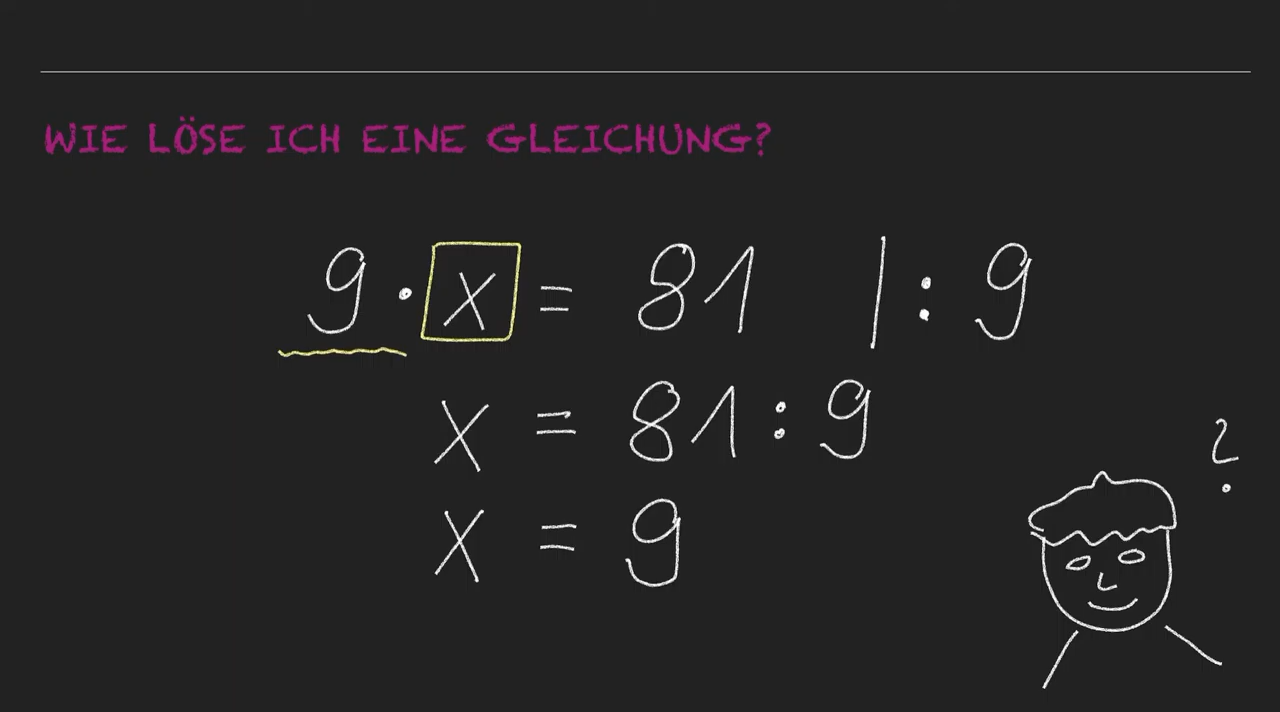 WIE LÖSE ICH EINE GLEICHUNG?
9 · x = 81 | : 9
x = 81 : 9
x = 9
?